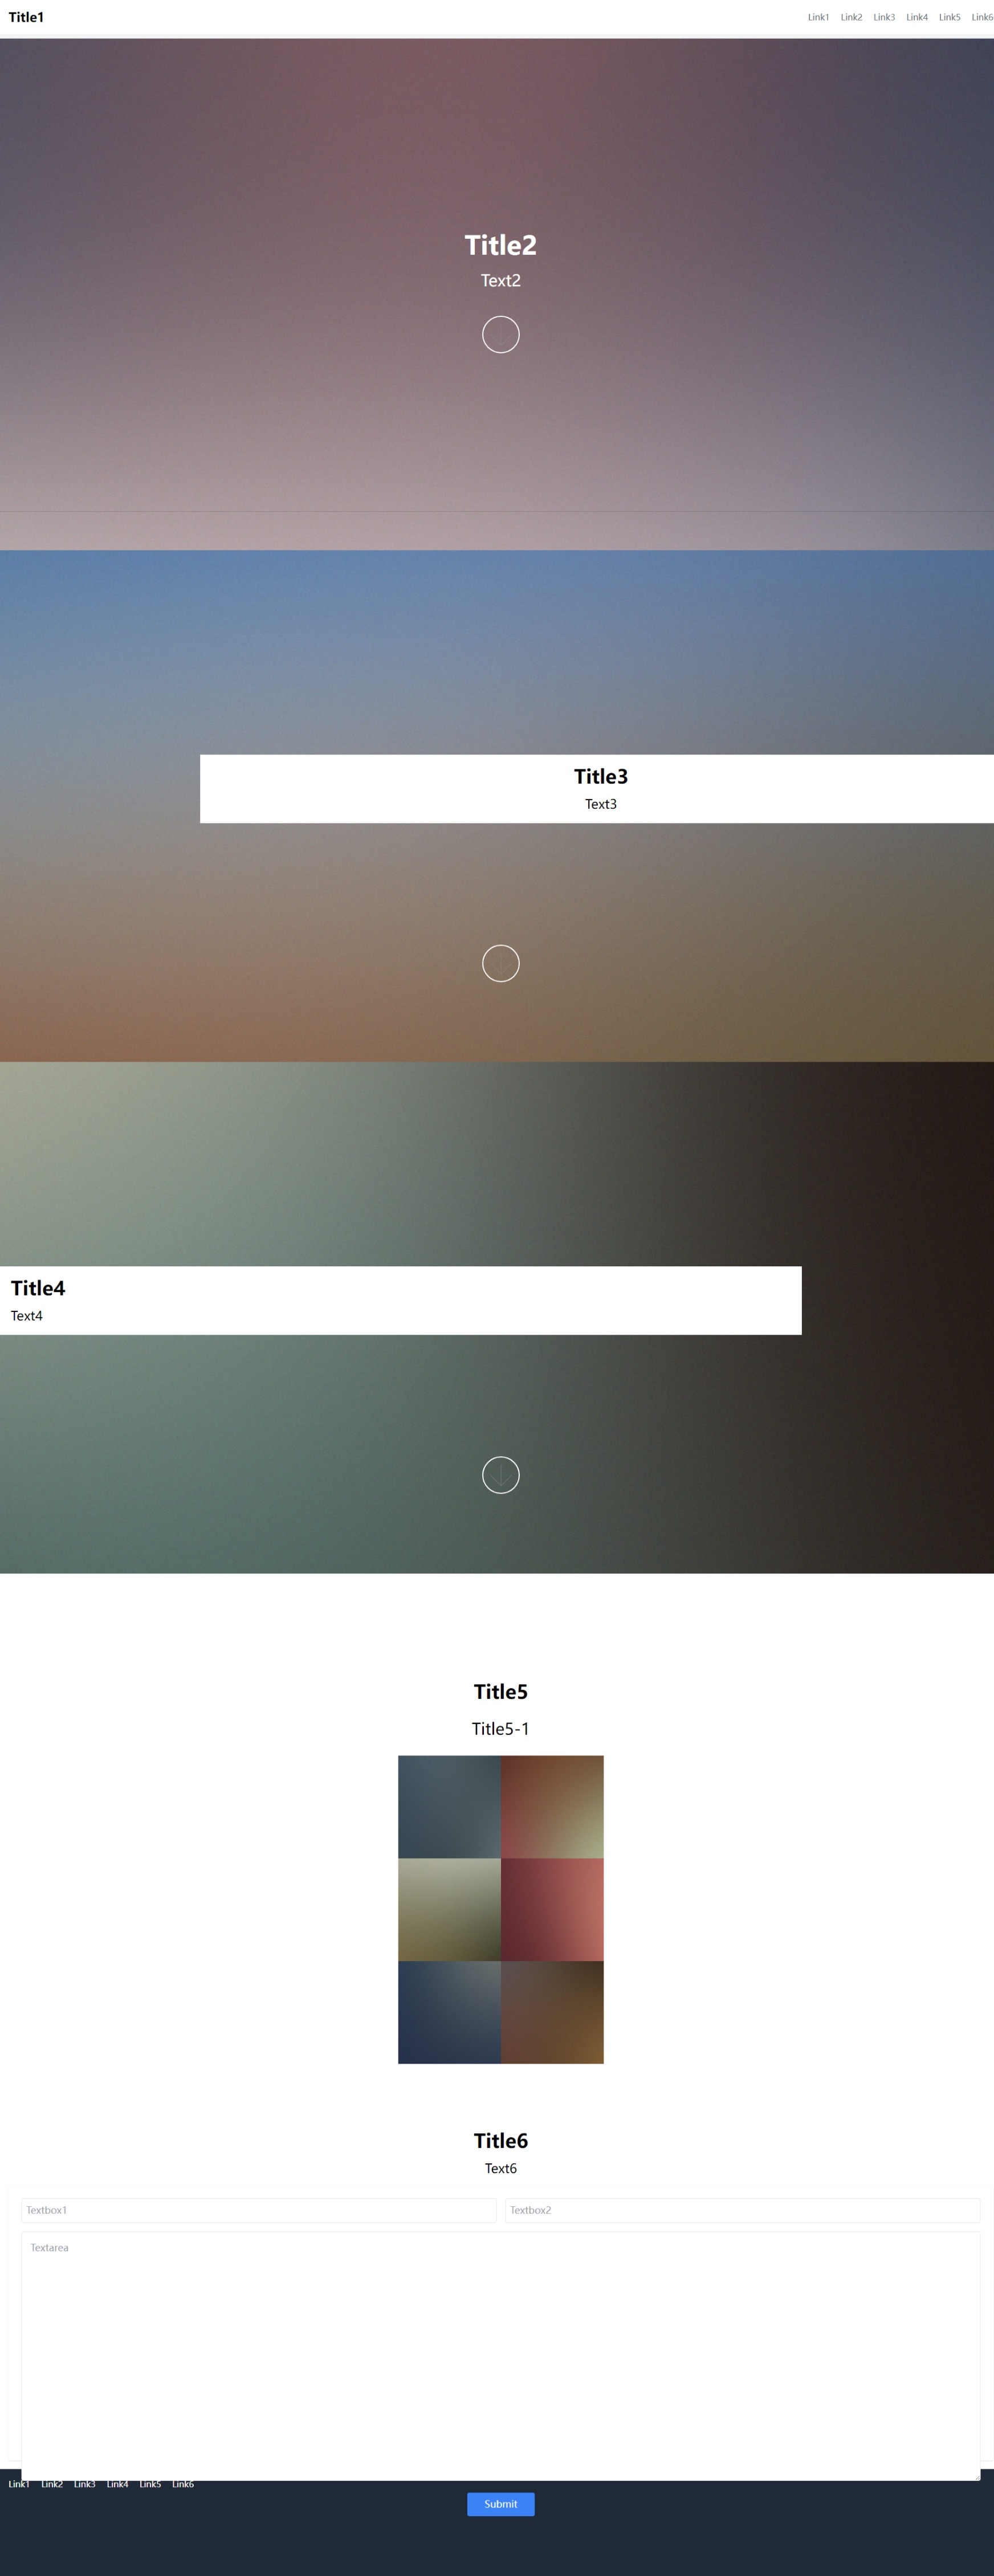 Title1
Link1 Link2 Link3 Link4 Link5 Link6
Title2
Text2
Title3
Text3
Title4
Text4
Title5
Title5-1
Title6
Text6
Textbox1 Textbox2
Textarea
Link1 Link2 Link3 Link4 Link5 Link6
Submit